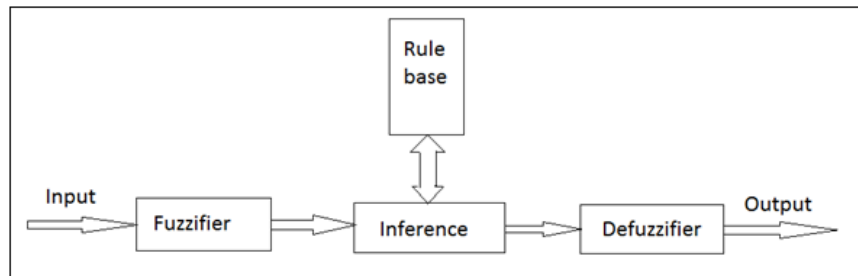 Rule
base
Input
Fuzzifier
Inference
Defuzzifier
Output